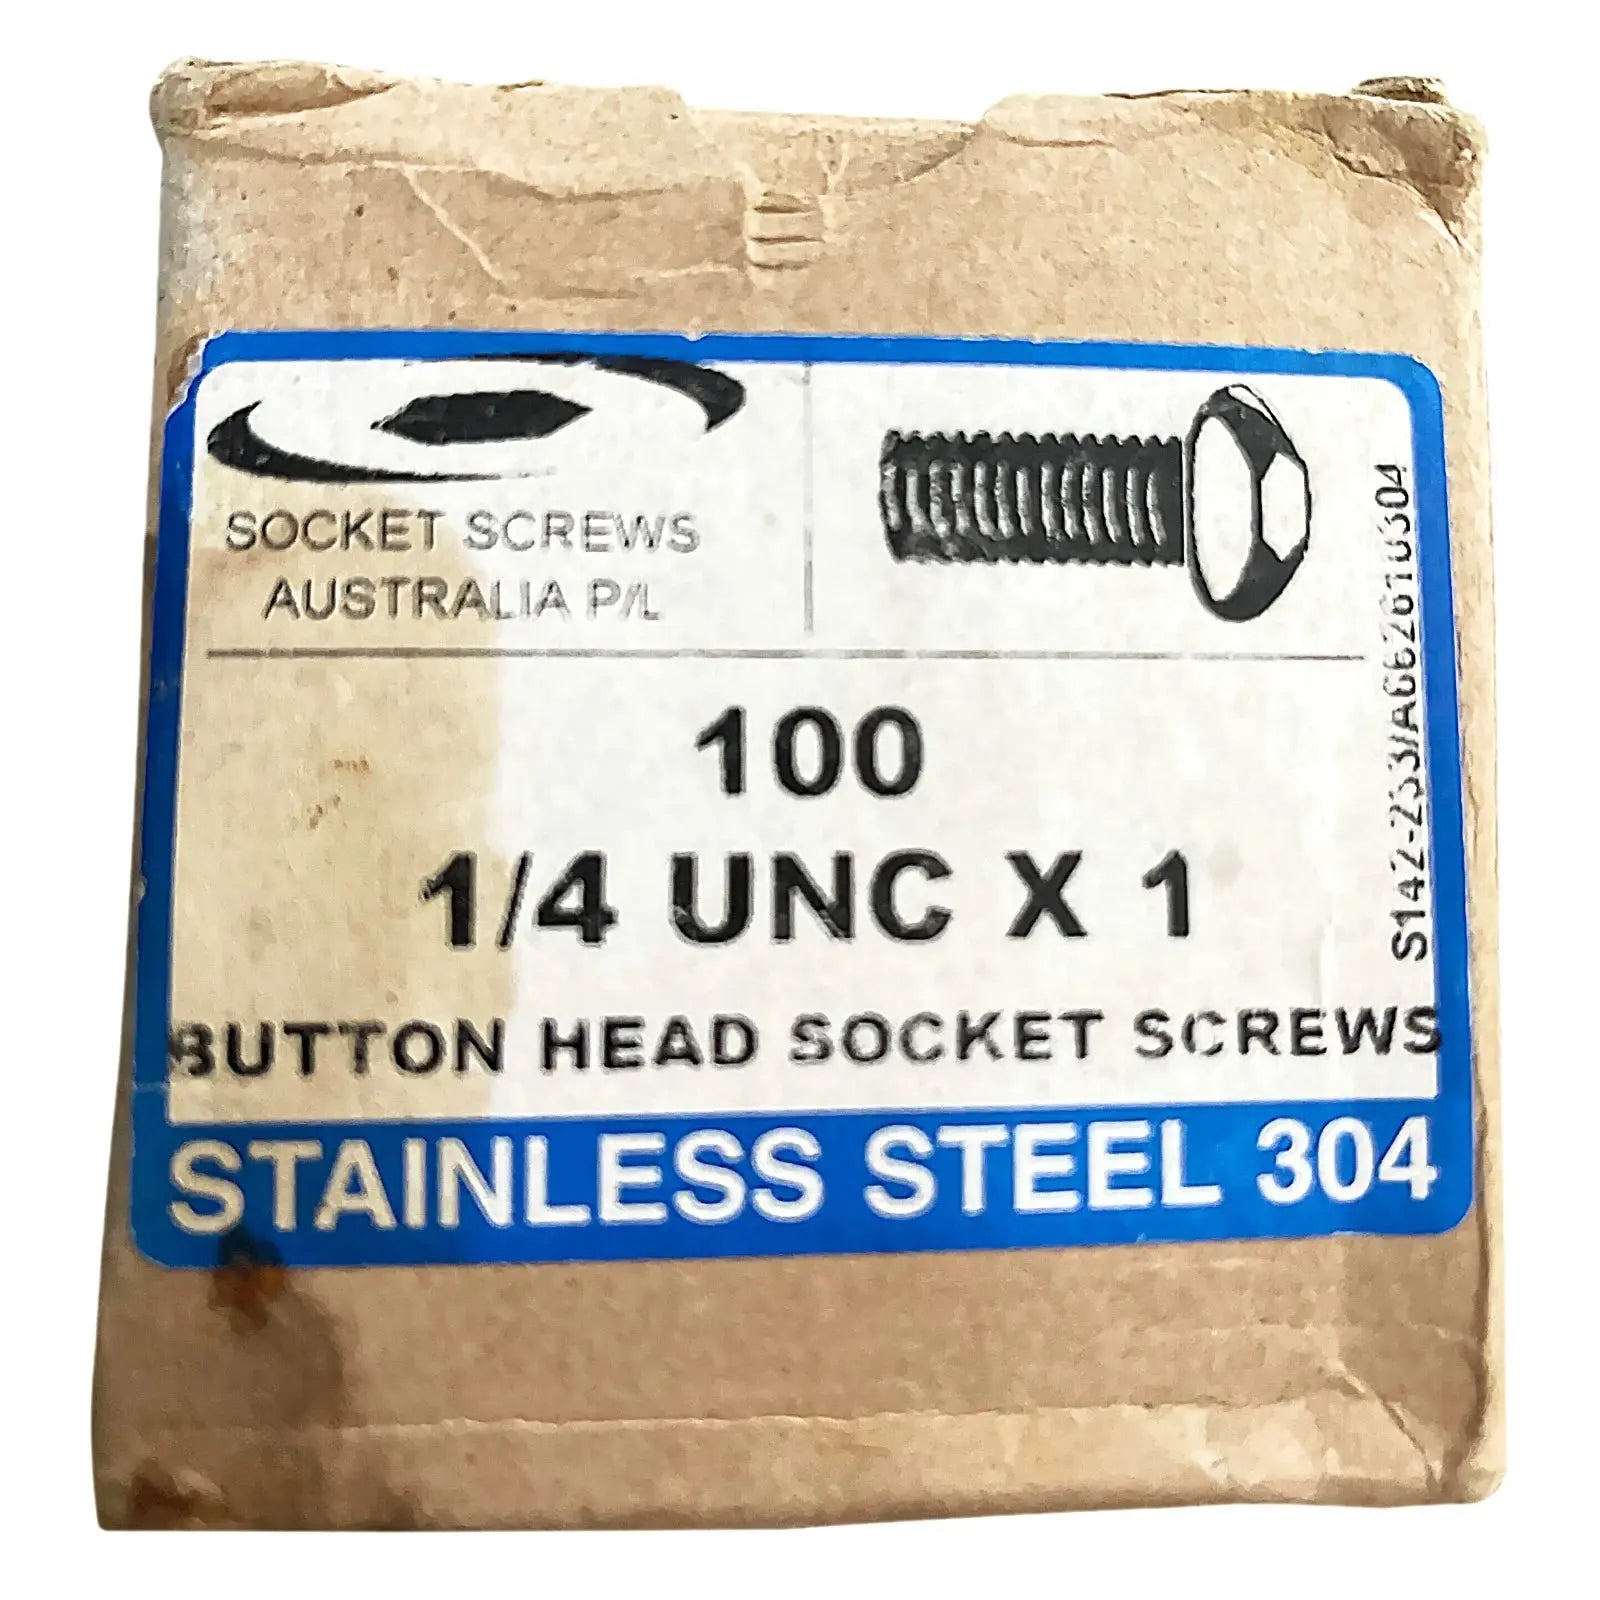 SOCKET SCREWS
AUSTRALIA P/L
100
1/4 UNC X 1
BUTTON HEAD SOCKET SCREWS
STAINLESS STEEL 304